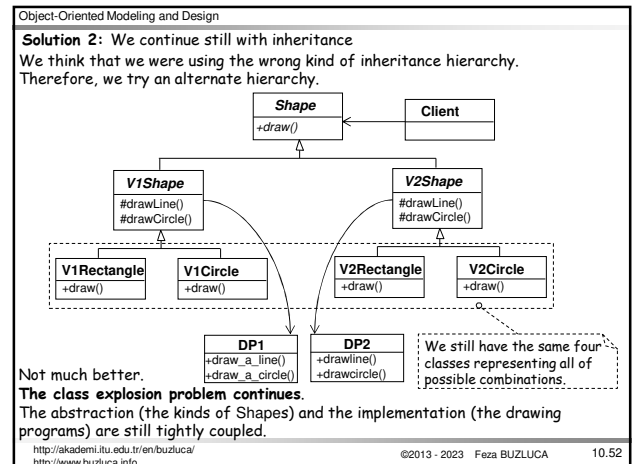 Object-Oriented Modeling and Design
Solution 2: We continue still with inheritance
We think that we were using the wrong kind of inheritance hierarchy.
Therefore, we try an alternate hierarchy.
Shape
+draw()
Client
V1Shape
#drawLine()
#drawCircle()
V2Shape
#drawLine()
#drawCircle()
V1Rectangle
+draw()
V1Circle
+draw()
V2Rectangle
+draw()
V2Circle
+draw()
DP1
+draw_a_line()
+draw_a_circle()
DP2
+drawline()
+drawcircle()
We still have the same four
classes representing all of
possible combinations.
Not much better.
The class explosion problem continues.
The abstraction (the kinds of Shapes) and the implementation (the drawing
programs) are still tightly coupled.
http://akademi.itu.edu.tr/en/buzluca/
http://www.buzluca.info
©2013 - 2023 Feza BUZLUCA
10.52